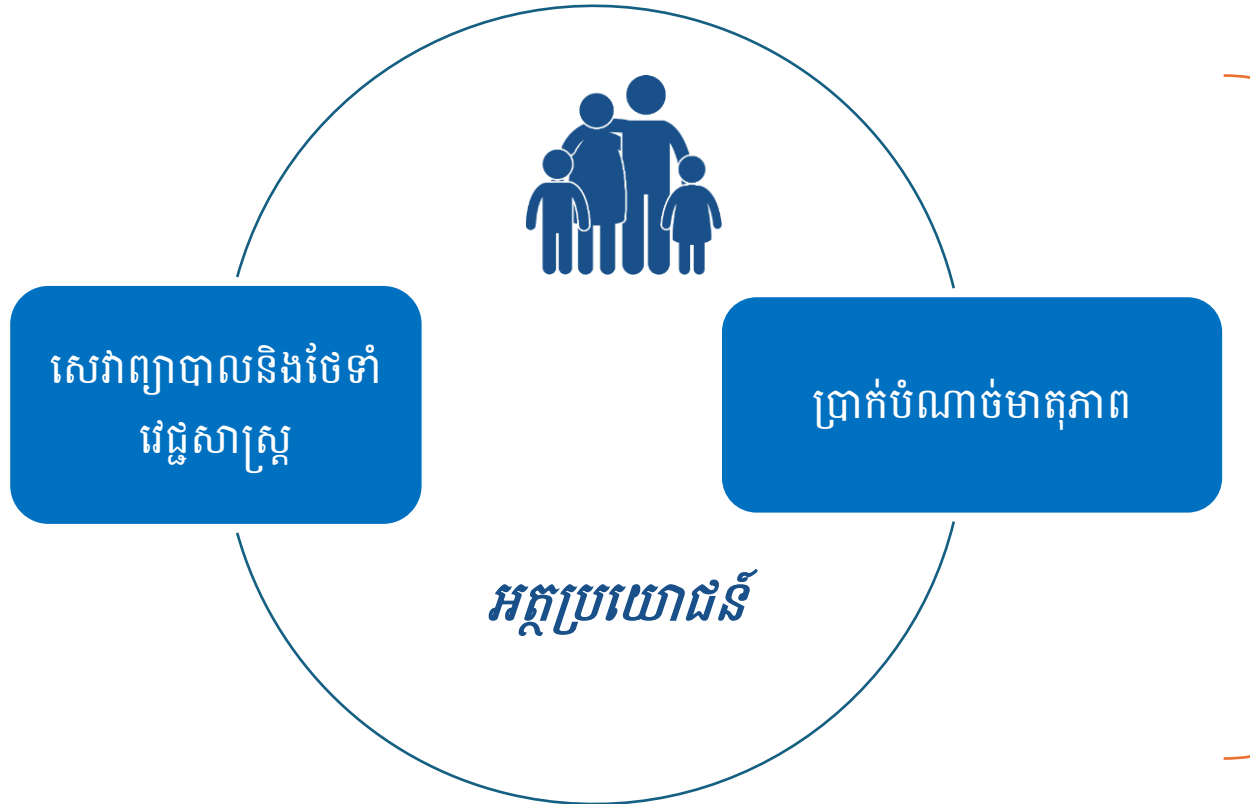 សេវាព្យាបាលនិងថែទាំ
វេជ្ជសាស្ត្រ
ប្រាក់បំណាច់មាតុភាព
អត្ថប្រយោជន៍